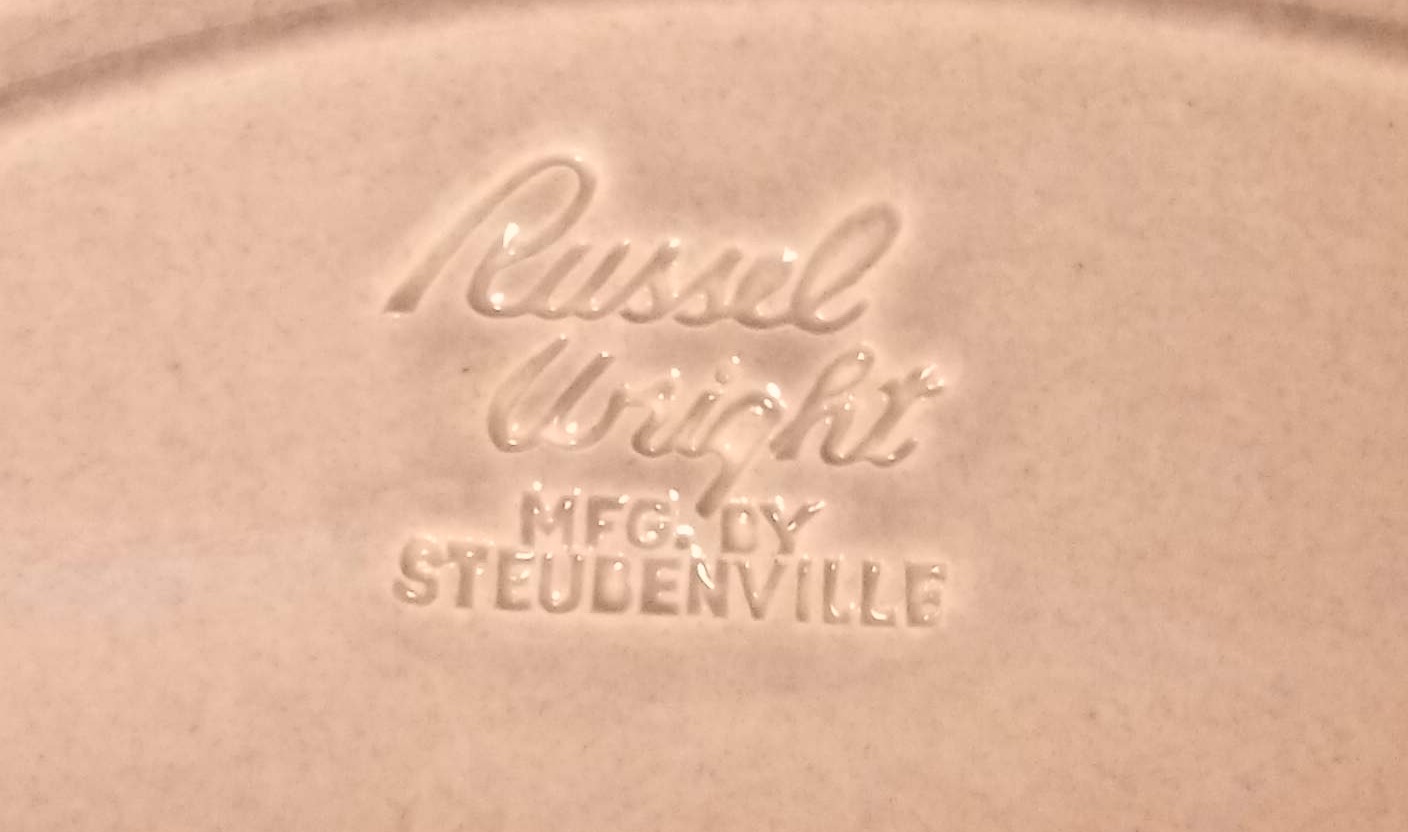 Russel
Wright
MFG. BY
STEUBENVILLE